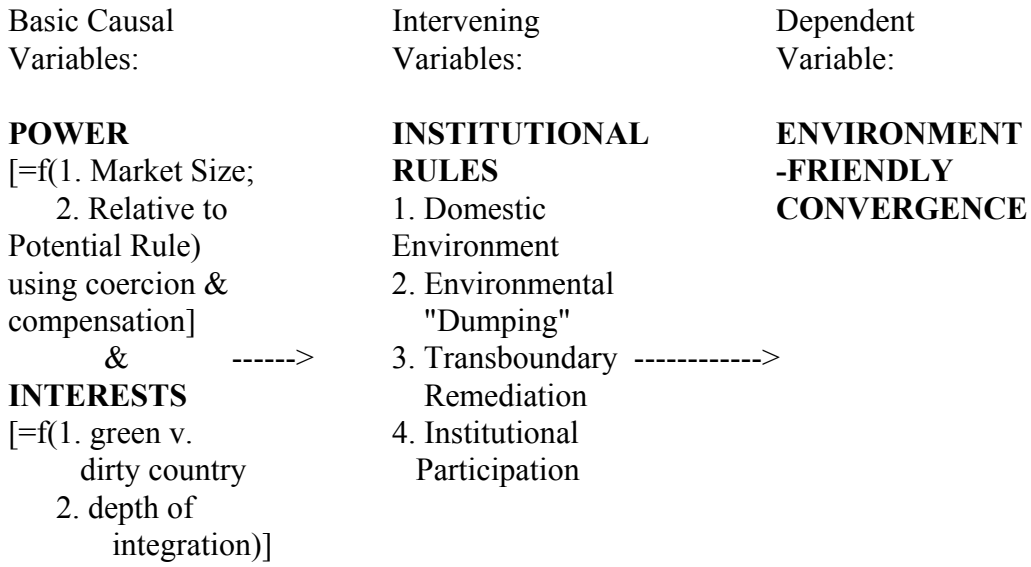 Basic Causal
Variables:
POWER
[=f(1. Market Size;
2. Relative to
Potential Rule)
using coercion &
compensation]
& ------>
INTERESTS
[=f(1. green v.
dirty country
2. depth of
integration)]
Intervening
Variables:
INSTITUTIONAL
RULES
1. Domestic
Environment
2. Environmental
"Dumping"
3. Transboundary ------------>
Remediation
4. Institutional
Participation
Dependent
Variable:
ENVIRONMENT
-FRIENDLY
CONVERGENCE